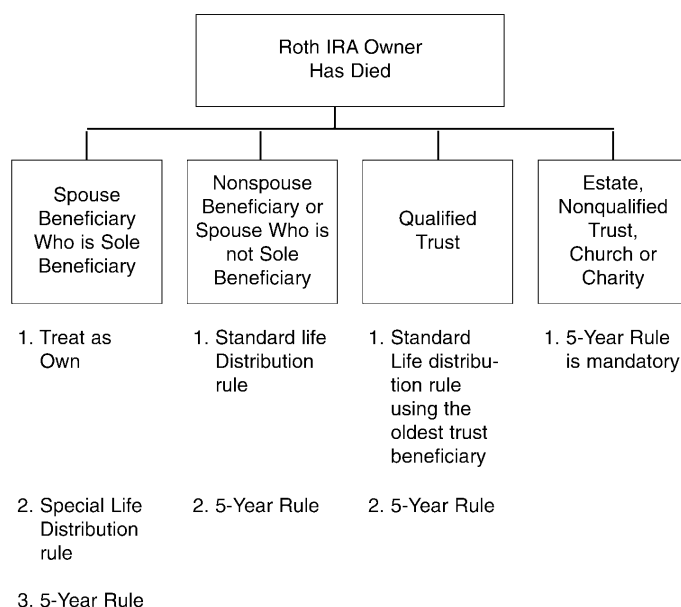 Roth IRA Owner
Has Died
Spouse
Beneficiary
Who is Sole
Beneficiary
Nonspouse
Beneficiary or
Spouse Who is
not Sole
Beneficiary
Qualified
Trust
Estate,
Nonqualified
Trust,
Church or
Charity
1. Treat as
Own
2. Special Life
Distribution
rule
3. 5-Year Rule
1. Standard life
Distribution
rule
2. 5-Year Rule
1. Standard
Life distribu-
tion rule
using the
oldest trust
beneficiary
2. 5-Year Rule
1. 5-Year Rule
is mandatory